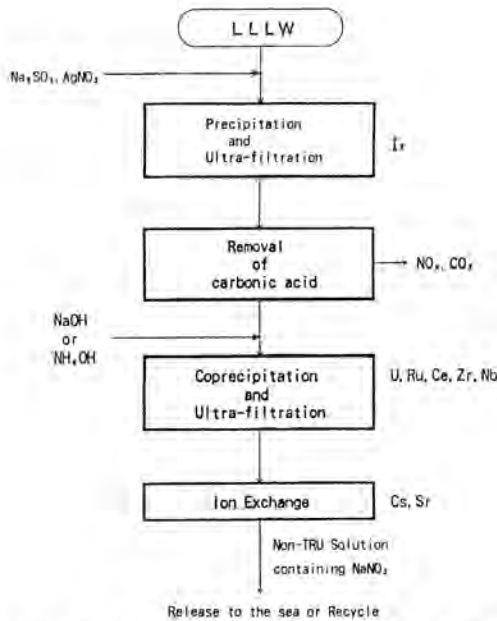 LLLW
Na₂SO₃, AgNO₃
Precipitation
and
Ultra-filtration
Removal
of
carbonic acid
NOₓ, CO₂
NaOH
or
NH₄OH
Coprecipitation
and
Ultra-filtration
U, Ru, Ce, Zr, Nb
Ion Exchange
Cs, Sr
Non-TRU Solution
containing NaNO₃
Release to the sea or Recycle